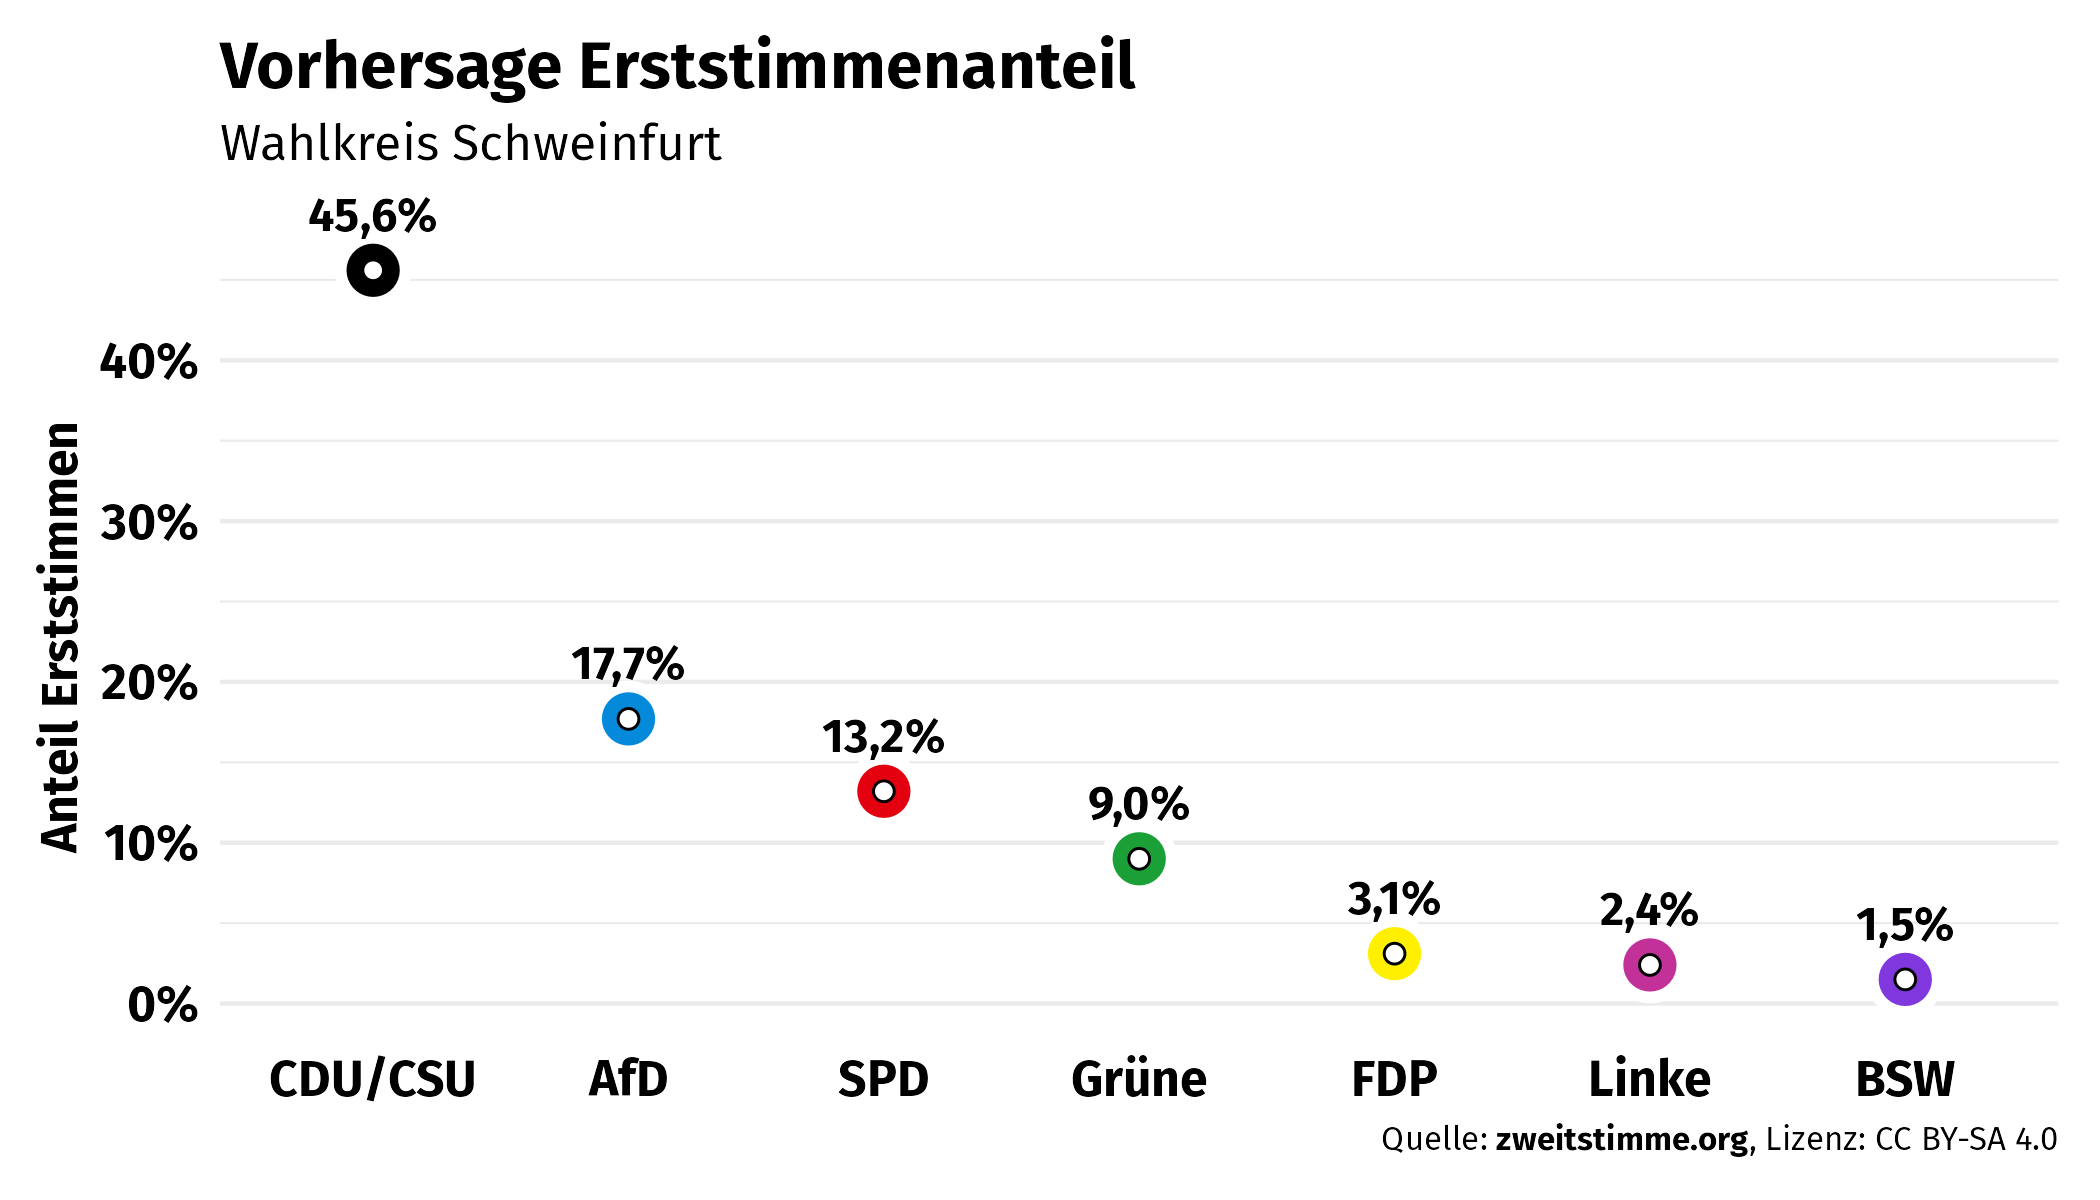 Vorhersage Erststimmenanteil
Wahlkreis Schweinfurt
45,6%
40%
30%
17,7%
20%
13,2%
9,0%
10%
3,1%
2,4%
1,5%
0%
Anteil Erststimmen
CDU/CSU AfD SPD Grüne FDP Linke BSW
Quelle: zweitstimme.org, Lizenz: CC BY-SA 4.0